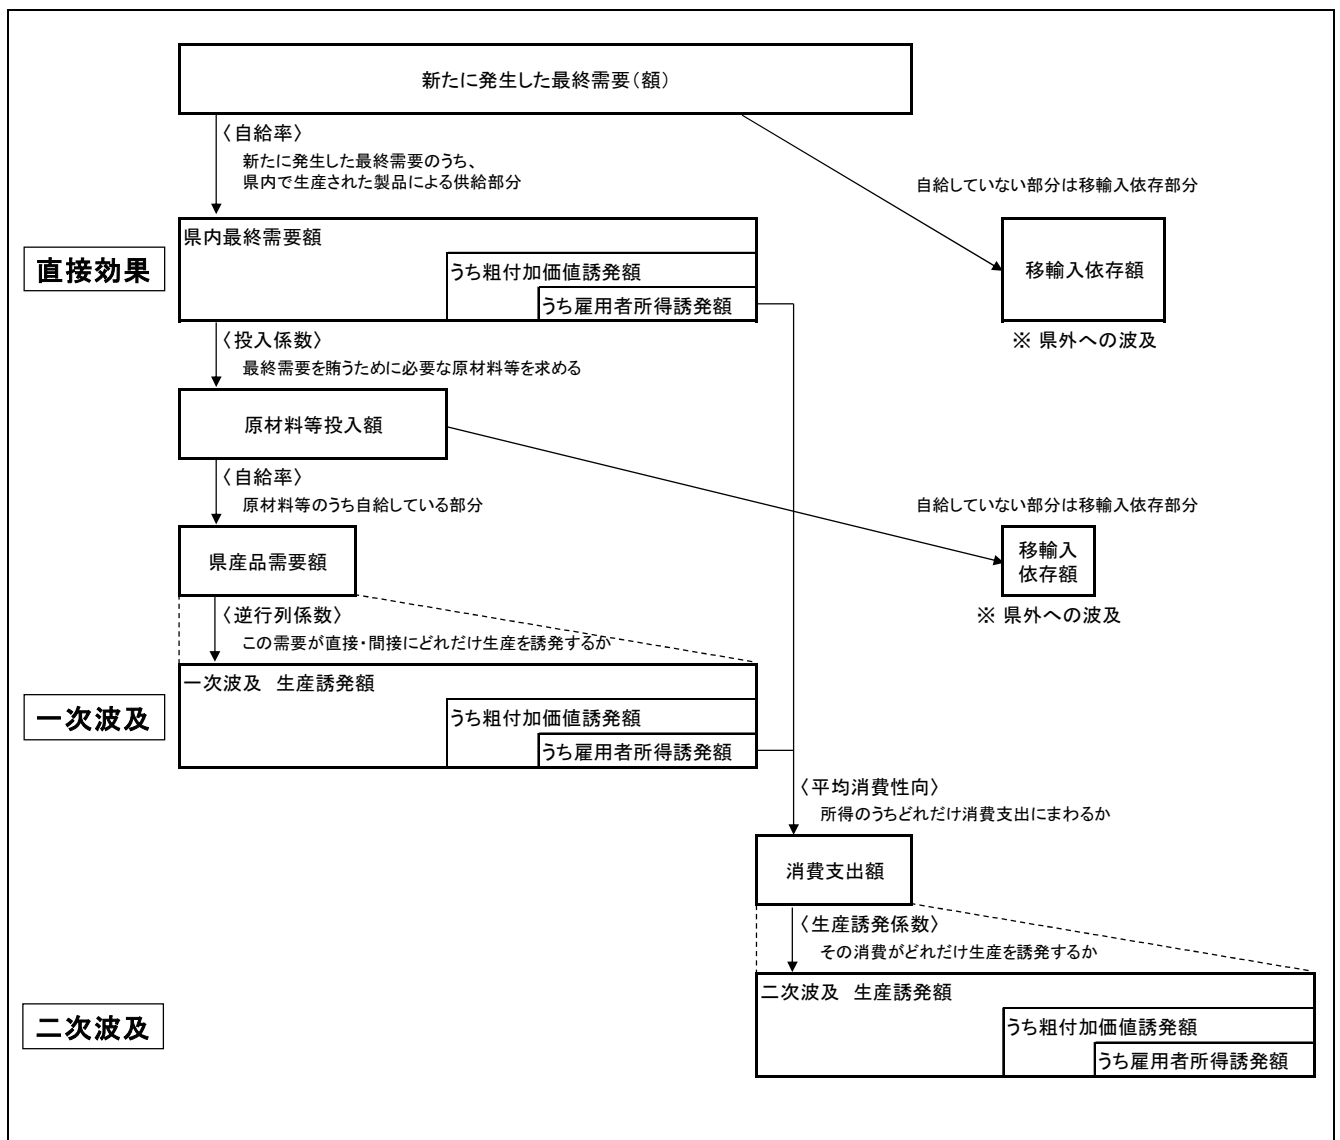 新たに発生した最終需要(額)
〈自給率〉
新たに発生した最終需要のうち、
県内で生産された製品による供給部分
自給していない部分は移輸入依存部分
直接効果
県内最終需要額
うち粗付加価値誘発額
うち雇用者所得誘発額
移輸入依存額
※ 県外への波及
〈投入係数〉
最終需要を賄うために必要な原材料等を求める
原材料等投入額
〈自給率〉
原材料等のうち自給している部分
自給していない部分は移輸入依存部分
県産品需要額
移輸入
依存額
※ 県外への波及
〈逆行列係数〉
この需要が直接・間接にどれだけ生産を誘発するか
一次波及
一次波及 生産誘発額
うち粗付加価値誘発額
うち雇用者所得誘発額
〈平均消費性向〉
所得のうちどれだけ消費支出にまわるか
消費支出額
〈生産誘発係数〉
その消費がどれだけ生産を誘発するか
二次波及
二次波及 生産誘発額
うち粗付加価値誘発額
うち雇用者所得誘発額